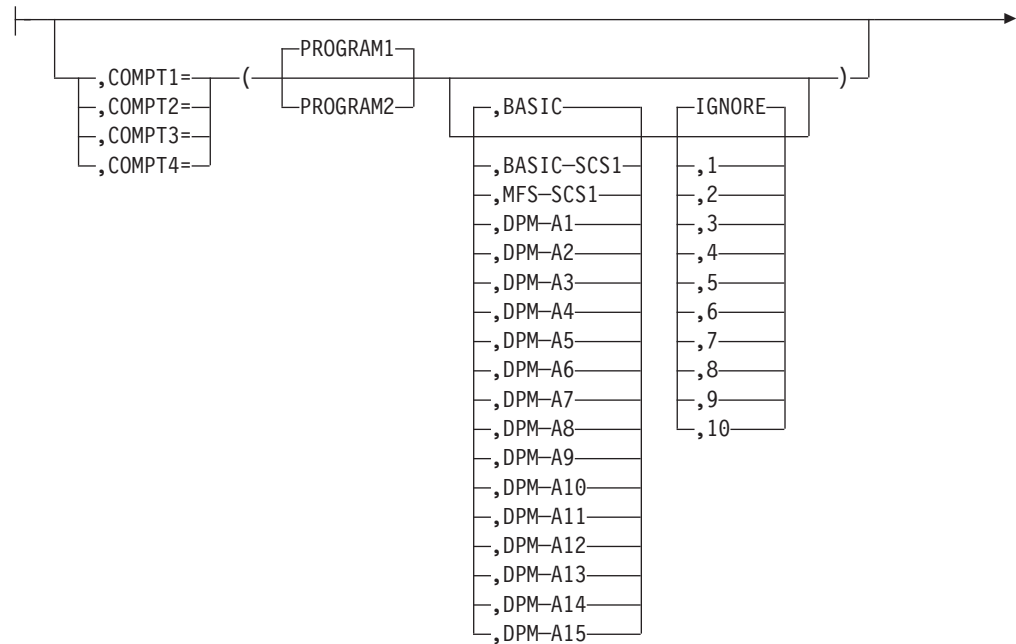 PROGRAM1
,COMPT1= ( )
,COMPT2= PROGRAM2 ,BASIC IGNORE
,COMPT3=
,COMPT4= ,BASIC-SCS1 ,1
,MFS-SCS1 ,2
,DPM-A1 ,3
,DPM-A2 ,4
,DPM-A3 ,5
,DPM-A4 ,6
,DPM-A5 ,7
,DPM-A6 ,8
,DPM-A7 ,9
,DPM-A8 ,10
,DPM-A9
,DPM-A10
,DPM-A11
,DPM-A12
,DPM-A13
,DPM-A14
,DPM-A15